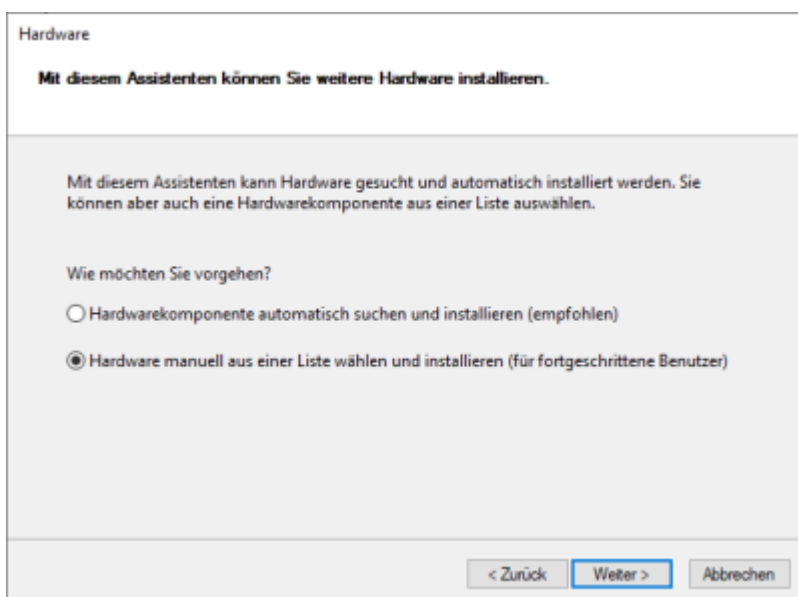 Hardware
Mit diesem Assistenten können Sie weitere Hardware installieren.
Mit diesem Assistenten kann Hardware gesucht und automatisch installiert werden. Sie
können aber auch eine Hardwarekomponente aus einer Liste auswählen.
Wie möchten Sie vorgehen?
Hardwarekomponente automatisch suchen und installieren (empfohlen)
Hardware manuell aus einer Liste wählen und installieren (für fortgeschrittene Benutzer)
< Zurück Weiter > Abbrechen